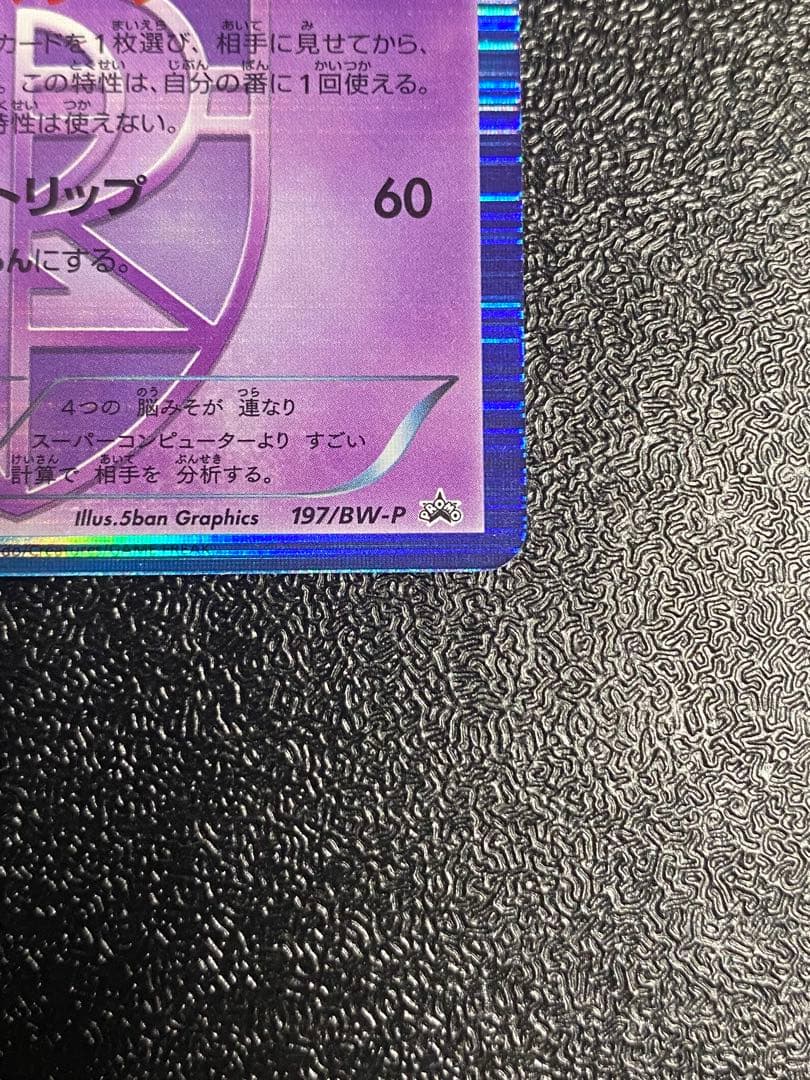 カードを1枚選び、相手に見せてから、
。この特性は、自分の番に1回使える。
特性は使えない。
トリップ 60
んにする。
4つの 脳みそが 連なり
スーパーコンピューターより すごい
計算で 相手を 分析する。
Illus.5ban Graphics 197/BW-P PROMO